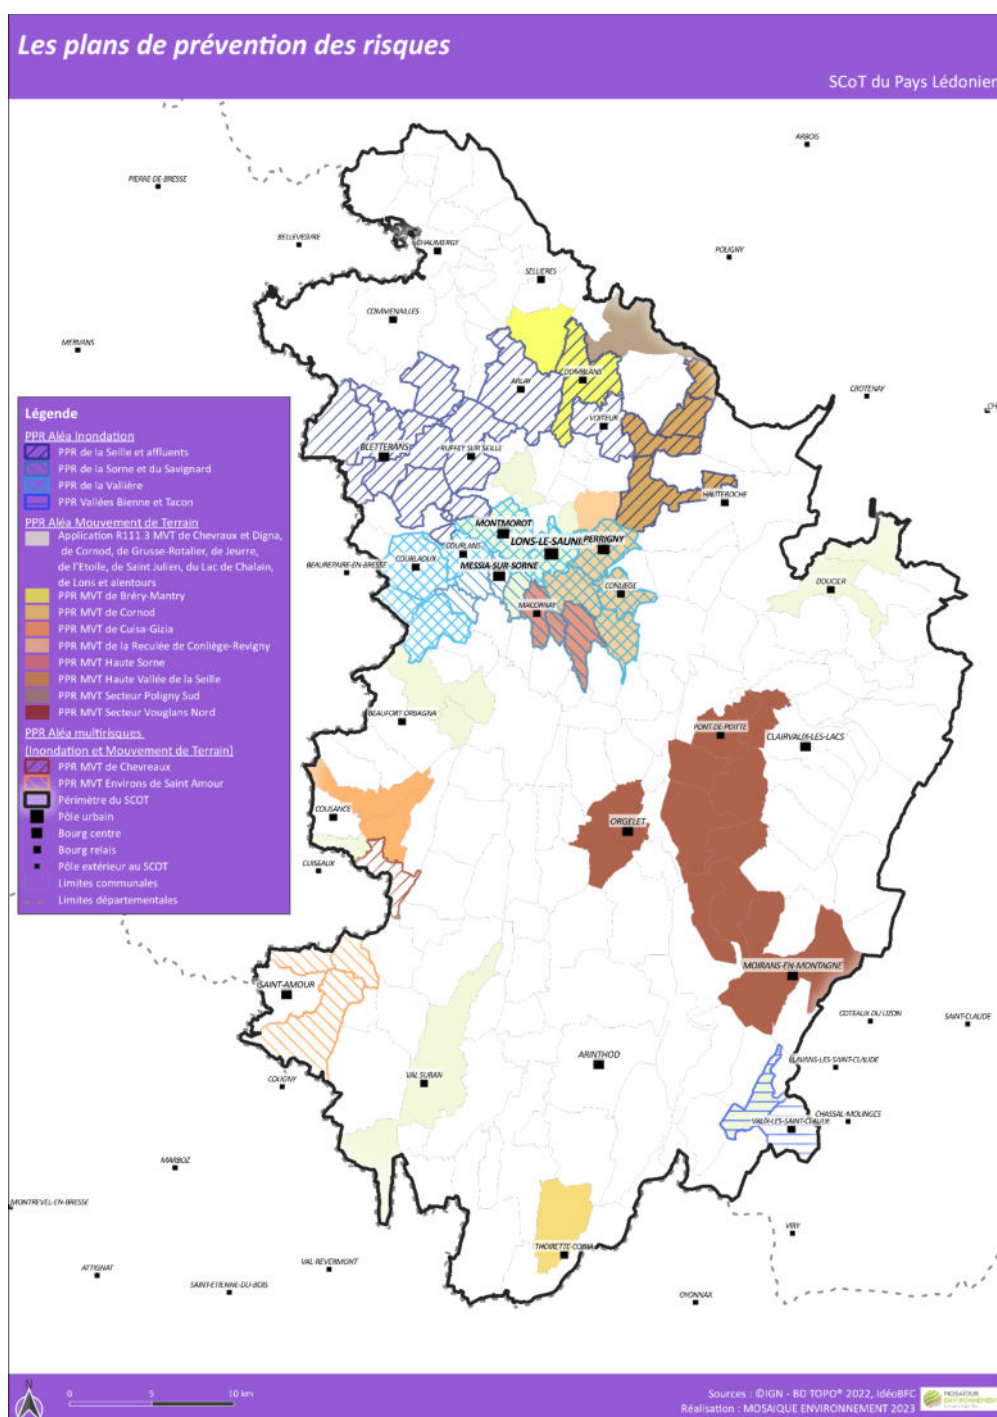 Les plans de prévention des risques
SCoT du Pays Lédonien
ARBOIS
PIERRE-DE-BRESSE
BELLEVESVRE
CHAUMERGY
POLIGNY
SELLIERES
COMMENAILLES
MERVANS
DOMBLANS
ARLAY
CROTENAY
CH
VOITEUR
BLETTERANS
RUFFEY SUR SEILLE
HAUTEROCHE
MONTMOROT
LONS-LE-SAUNI
PERRIGNY
COURLANS
COURLAOUX
BEAUREPAIRE-EN-BRESSE
MESSIA-SUR-SORNE
CONLIEGE
DOUCIER
MACORNAY
BEAUFORT ORBAGNA
PONT-DE-POITTE
CLAIRVAUX-LES-LACS
COUSANCE
ORGELET
CUISEAUX
MOIRANS-EN-MONTAGNE
SAINT-AMOUR
COTEAUX DU LIZON
SAINT-CLAUDE
ARINTHOD
LAVANS-LES-SAINT-CLAUDE
VAL SURAN
COLIGNY
CHASSAL-MOLINGES
VAUX-LES-SAINT-CLAUDE
MARBOZ
MONTREVEL-EN-BRESSE
VIRY
THOIRETTE-COISIA
VAL-REVERMONT
ATTIGNAT
SAINT-ETIENNE-DU-BOIS
OYONNAX
Légende
PPR Aléa Inondation
PPR de la Seille et affluents
PPR de la Sorne et du Savignard
PPR de la Vallière
PPR Vallées Bienne et Tacon
PPR Aléa Mouvement de Terrain
Application R111.3 MVT de Chevraux et Digna,
de Cornod, de Grusse-Rotalier, de Jeurre,
de l'Etoile, de Saint Julien, du Lac de Chalain,
de Lons et alentours
PPR MVT de Bréry-Mantry
PPR MVT de Cornod
PPR MVT de Cuisa-Gizia
PPR MVT de la Reculée de Conliège-Revigny
PPR MVT Haute Sorne
PPR MVT Haute Vallée de la Seille
PPR MVT Secteur Poligny Sud
PPR MVT Secteur Vouglans Nord
PPR Aléa multirisques
(Inondation et Mouvement de Terrain)
PPR MVT de Chevreaux
PPR MVT Environs de Saint Amour
Périmètre du SCOT
Pôle urbain
Bourg centre
Bourg relais
Pôle extérieur au SCOT
Limites communales
Limites départementales
N
0 5 10 km
Sources : ©IGN - BD TOPO® 2022, IdéoBFC
Réalisation : MOSAIQUE ENVIRONNEMENT 2023
MOSAÏQUE
ENVIRONNEMENT